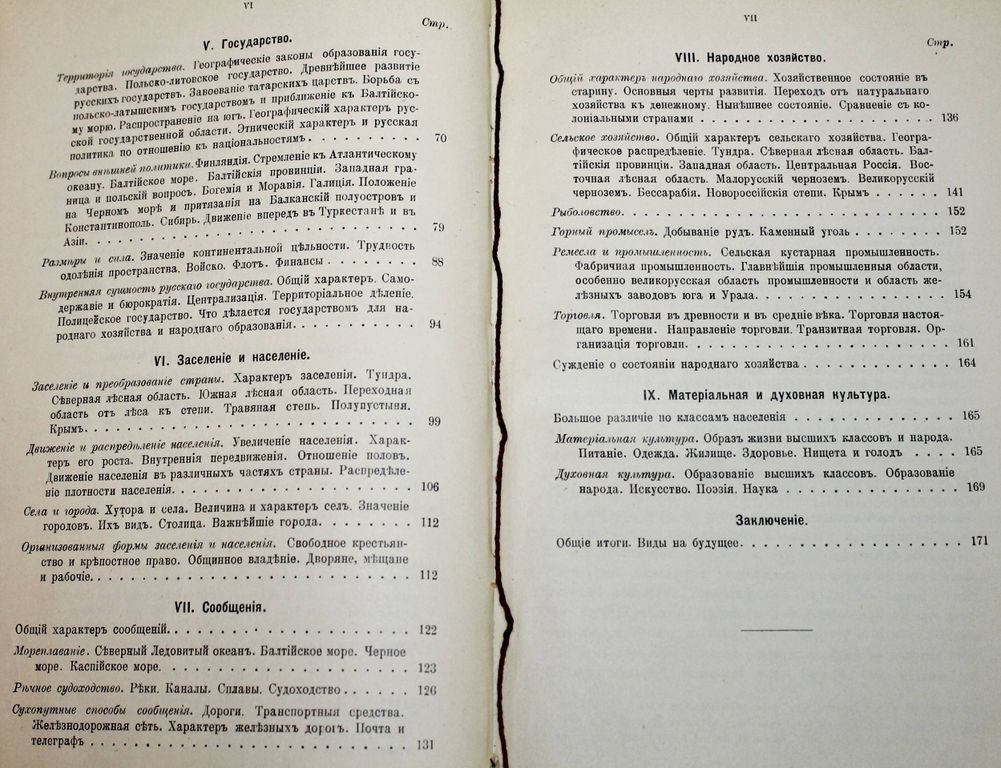 VI
Стр.
V. Государство.
Территорія государства. Географическіе законы образованія госу-
дарства. Польско-литовское государство. Древнѣйшее развитіе
русскихъ государствъ. Завоеваніе татарскихъ царствъ. Борьба съ
польско-латышскимъ государствомъ и приближеніе къ Балтійско-
му морю. Распространеніе на югъ. Географическій характеръ рус-
ской государственной области. Этническій характеръ и русская
политика по отношенію къ національностямъ . . . . . . . . . . 70
Вопросы внѣшней политики. Финляндія. Стремленіе къ Атлантическому
океану. Балтійское море. Балтійскія провинціи. Западная гра-
ница и польскій вопросъ. Богемія и Моравія. Галиція. Положеніе
на Черномъ морѣ и притязанія на Балканскій полуостровъ и
Константинополь. Сибирь. Движеніе впередъ въ Туркестанѣ и въ
Азіи. . . . . . . . . . . . . . . . . . . . . . . . . . . . 79
Размѣры и сила. Значеніе континентальной цѣльности. Трудность
одолѣнія пространства. Войско. Флотъ. Финансы . . . . . . . . 88
Внутренняя сущность русскаго государства. Общій характеръ. Само-
державіе и бюрократія. Централизація. Территоріальное дѣленіе.
Полицейское государство. Что дѣлается государствомъ для на-
роднаго хозяйства и народнаго образованія. . . . . . . . . . . 94
VI. Заселеніе и населеніе.
Заселеніе и преобразованіе страны. Характеръ заселенія. Тундра.
Сѣверная лѣсная область. Южная лѣсная область. Переходная
область отъ лѣса къ степи. Травяная степь. Полупустыня.
Крымъ. . . . . . . . . . . . . . . . . . . . . . . . . . . . 99
Движеніе и распредѣленіе населенія. Увеличеніе населенія. Харак-
теръ его роста. Внутреннія передвиженія. Отношеніе половъ.
Движеніе населенія въ различныхъ частяхъ страны. Распредѣле-
ніе плотности населенія. . . . . . . . . . . . . . . . . . . . 106
Села и города. Хутора и села. Величина и характеръ селъ. Значеніе
городовъ. Ихъ видъ. Столица. Важнѣйшіе города. . . . . . . . 112
Организованныя формы заселенія и населенія. Свободное крестьян-
ство и крѣпостное право. Общинное владѣніе. Дворяне, мѣщане
и рабочіе. . . . . . . . . . . . . . . . . . . . . . . . . . 112
VII. Сообщенія.
Общій характеръ сообщеній. . . . . . . . . . . . . . . . . . . 122
Мореплаваніе. Сѣверный Ледовитый океанъ. Балтійское море. Черное
море. Каспійское море. . . . . . . . . . . . . . . . . . . . 123
Рѣчное судоходство. Рѣки. Каналы. Сплавы. Судоходство . . . . . . 126
Сухопутные способы сообщенія. Дороги. Транспортныя средства.
Желѣзнодорожная сѣть. Характеръ желѣзныхъ дорогъ. Почта и
телеграфъ . . . . . . . . . . . . . . . . . . . . . . . . . . 131
VII
Стр.
VIII. Народное хозяйство.
Общій характеръ народнаго хозяйства. Хозяйственное состояніе въ
старину. Основныя черты развитія. Переходъ отъ натуральнаго
хозяйства къ денежному. Нынѣшнее состояніе. Сравненіе съ ко-
лоніальными странами . . . . . . . . . . . . . . . . . . . . 136
Сельское хозяйство. Общій характеръ сельскаго хозяйства. Геогра-
фическое распредѣленіе. Тундра. Сѣверная лѣсная область. Бал-
тійскія провинціи. Западная область. Центральная Россія. Вос-
точная лѣсная область. Малорусскій черноземъ. Великорусскій
черноземъ. Бессарабія. Новороссійскія степи. Крымъ . . . . . . 141
Рыболовство. . . . . . . . . . . . . . . . . . . . . . . . . . 152
Горный промыселъ. Добываніе рудъ. Каменный уголь . . . . . . . . 152
Ремесла и промышленность. Сельская кустарная промышленность.
Фабричная промышленность. Главнѣйшія промышленныя области,
особенно великорусская область промышленности и область же-
лѣзныхъ заводовъ юга и Урала. . . . . . . . . . . . . . . . . 154
Торговля. Торговля въ древности и въ средніе вѣка. Торговля настоя-
щаго времени. Направленіе торговли. Транзитная торговля. Ор-
ганизація торговли. . . . . . . . . . . . . . . . . . . . . . 161
Сужденіе о состояніи народнаго хозяйства . . . . . . . . . . . . 164
IX. Матеріальная и духовная культура.
Большое различіе по классамъ населенія . . . . . . . . . . . . . 165
Матеріальная культура. Образъ жизни высшихъ классовъ и народа.
Питаніе. Одежда. Жилище. Здоровье. Нищета и голодъ . . . . . 165
Духовная культура. Образованіе высшихъ классовъ. Образованіе
народа. Искусство. Поэзія. Наука . . . . . . . . . . . . . . . 169
Заключеніе.
Общіе итоги. Виды на будущее. . . . . . . . . . . . . . . . . . 171